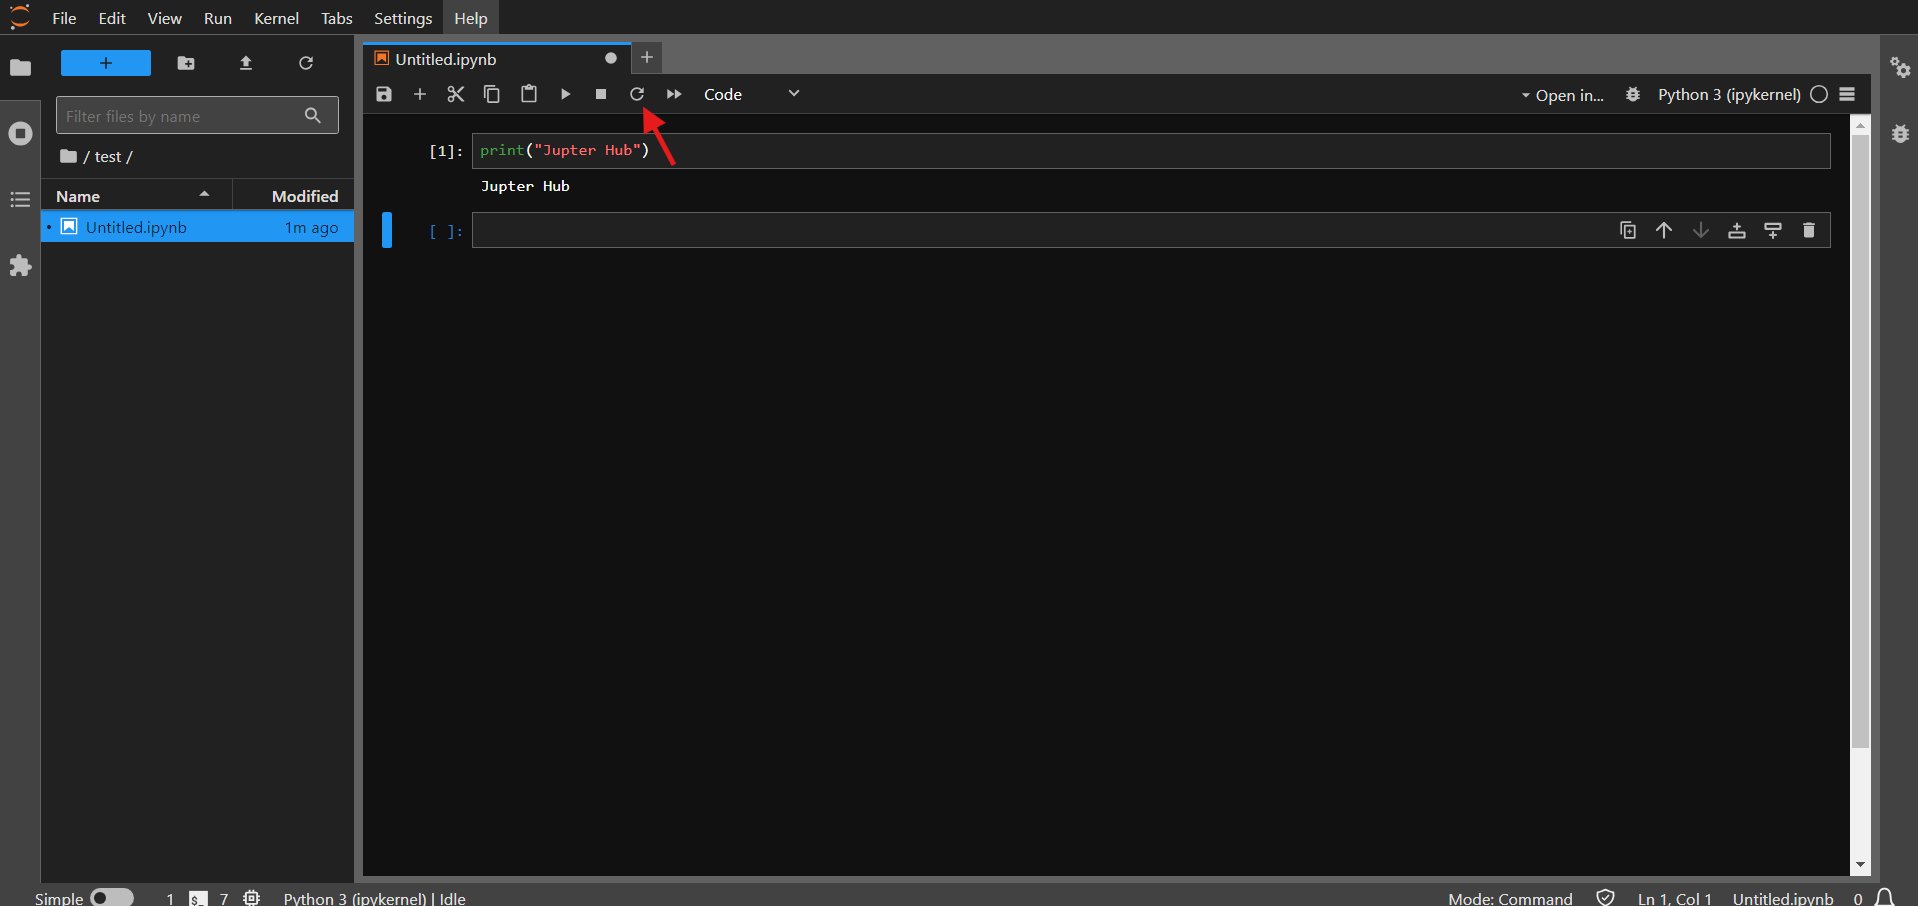 File Edit View Run Kernel Tabs Settings Help
Untitled.ipynb
Code
Open in...
Python 3 (ipykernel)
Filter files by name
/ test /
Name
Modified
Untitled.ipynb
1m ago
[1]:
print("Jupter Hub")
Jupter Hub
[ ]:
Simple
1
$_
7
Python 3 (ipykernel) | Idle
Mode: Command
Ln 1, Col 1
Untitled.ipynb
0